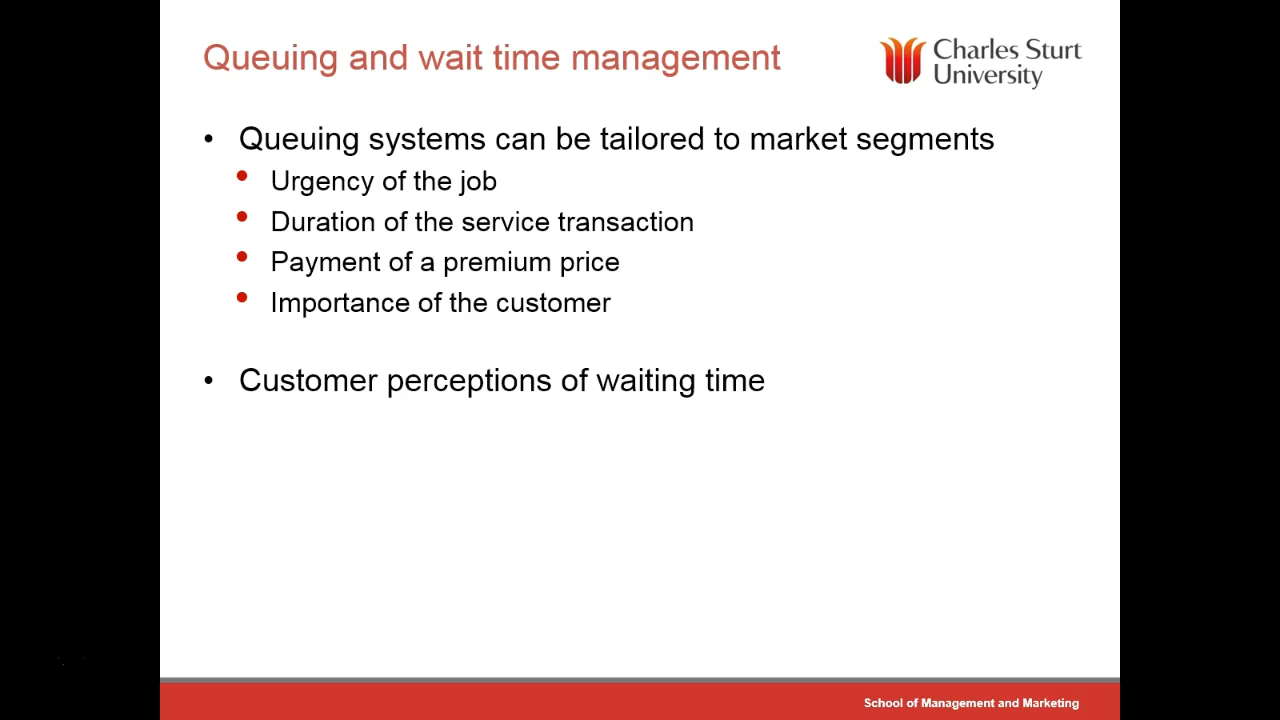 Queuing and wait time management
Charles Sturt
University
• Queuing systems can be tailored to market segments
• Urgency of the job
• Duration of the service transaction
• Payment of a premium price
• Importance of the customer
• Customer perceptions of waiting time
School of Management and Marketing